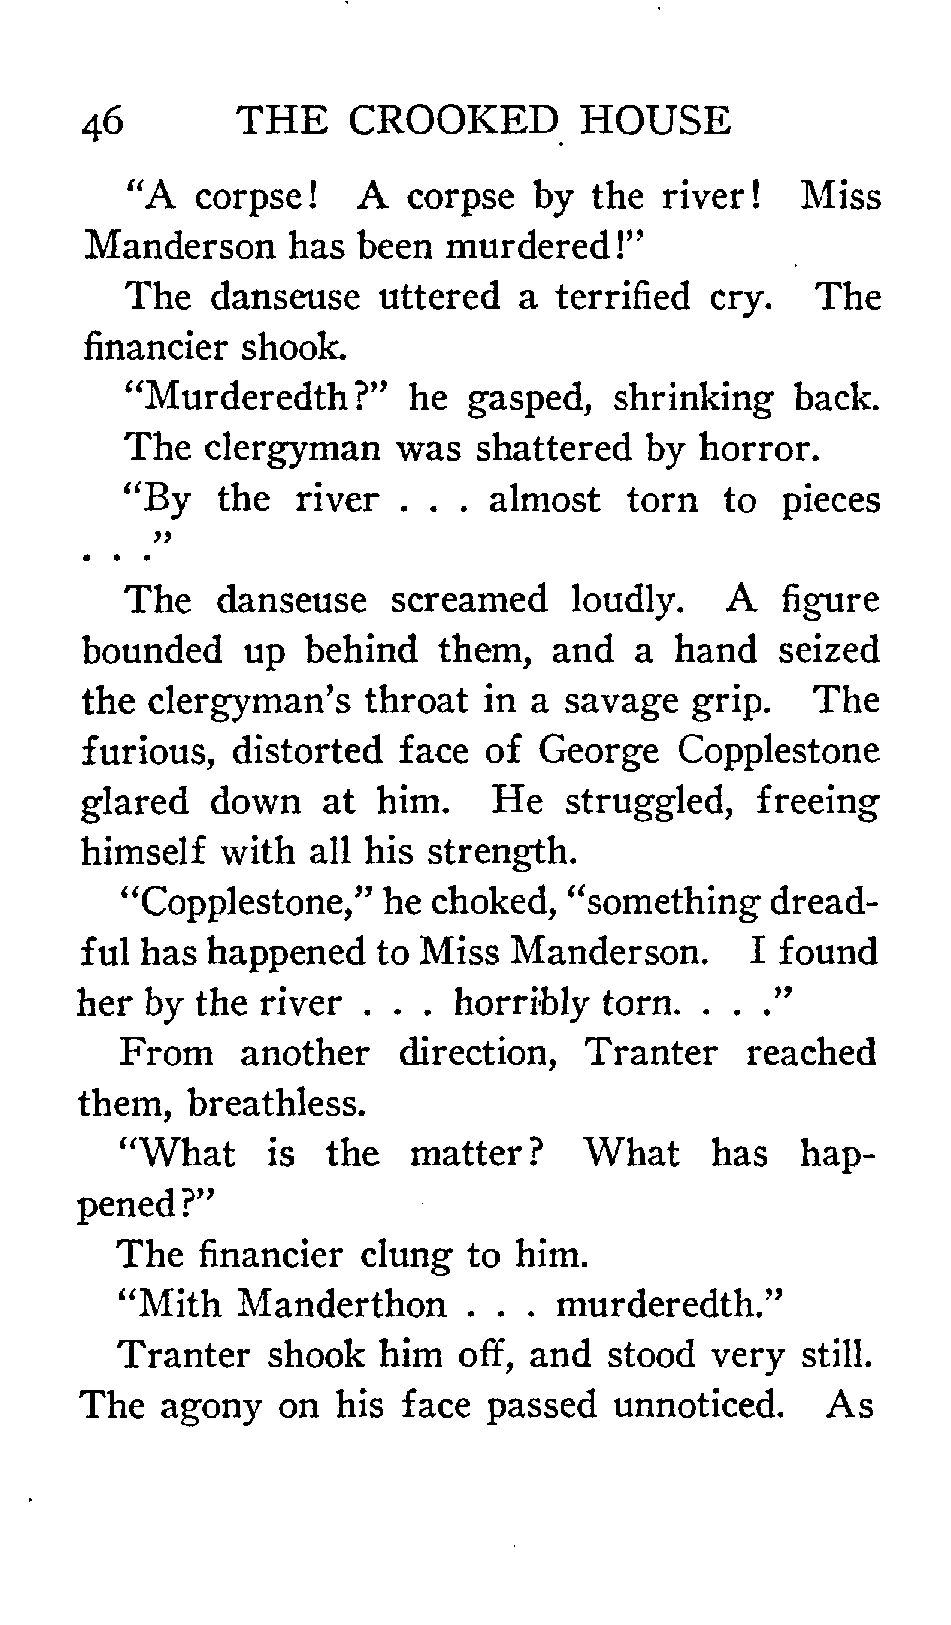 46 THE CROOKED HOUSE
"A corpse! A corpse by the river! Miss
Manderson has been murdered!"
The danseuse uttered a terrified cry. The
financier shook.
"Murderedth?" he gasped, shrinking back.
The clergyman was shattered by horror.
"By the river . . . almost torn to pieces
. . ."
The danseuse screamed loudly. A figure
bounded up behind them, and a hand seized
the clergyman's throat in a savage grip. The
furious, distorted face of George Copplestone
glared down at him. He struggled, freeing
himself with all his strength.
"Copplestone," he choked, "something dread-
ful has happened to Miss Manderson. I found
her by the river . . . horribly torn. . . ."
From another direction, Tranter reached
them, breathless.
"What is the matter? What has hap-
pened?"
The financier clung to him.
"Mith Manderthon . . . murderedth."
Tranter shook him off, and stood very still.
The agony on his face passed unnoticed. As